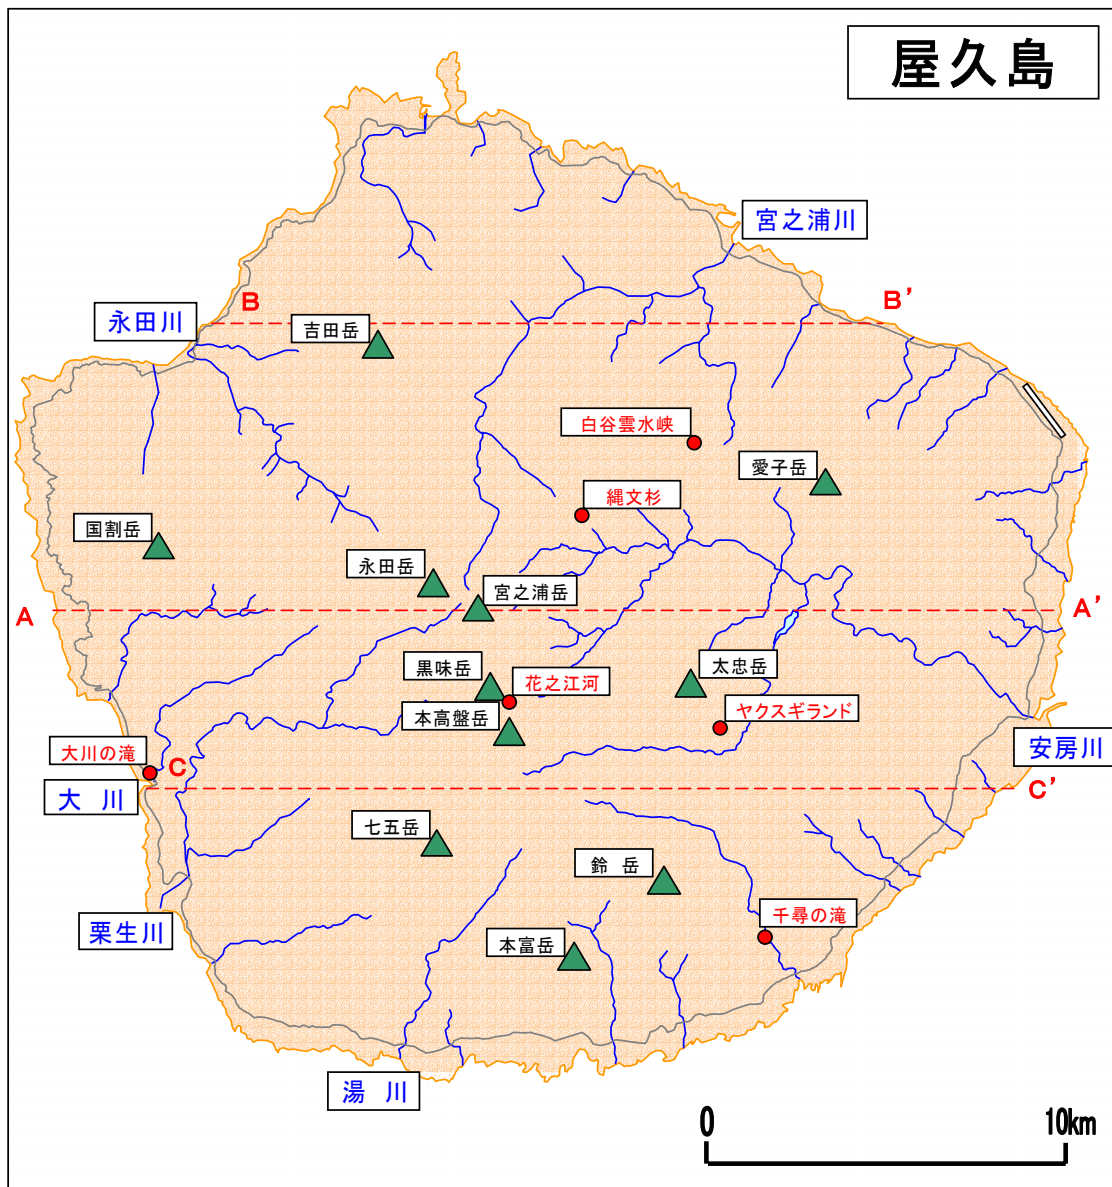 屋久島
宮之浦川
B
B’
永田川
吉田岳
白谷雲水峡
愛子岳
縄文杉
国割岳
永田岳
宮之浦岳
A
A’
黒味岳
花之江河
太忠岳
本高盤岳
ヤクスギランド
安房川
大川の滝
C
大 川
C’
七五岳
鈴 岳
栗生川
千尋の滝
本富岳
湯 川
0
10km